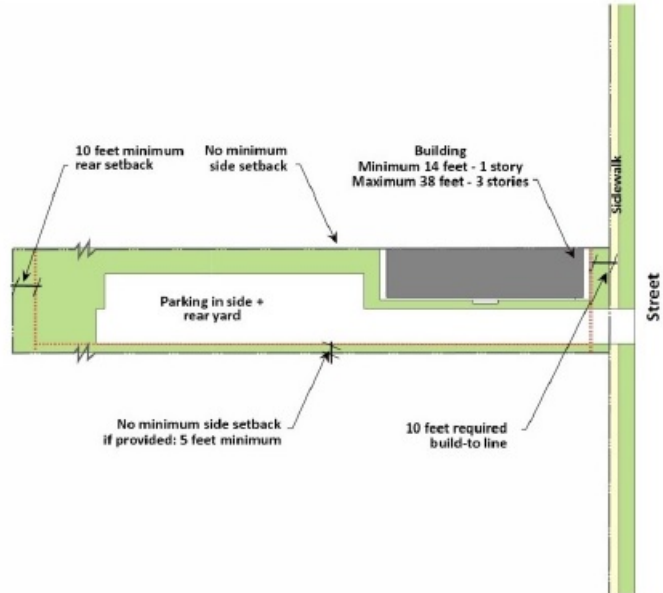 10 feet minimum
rear setback
No minimum
side setback
Building
Minimum 14 feet - 1 story
Maximum 38 feet - 3 stories
Sidewalk
Street
Parking in side +
rear yard
No minimum side setback
if provided: 5 feet minimum
10 feet required
build-to line